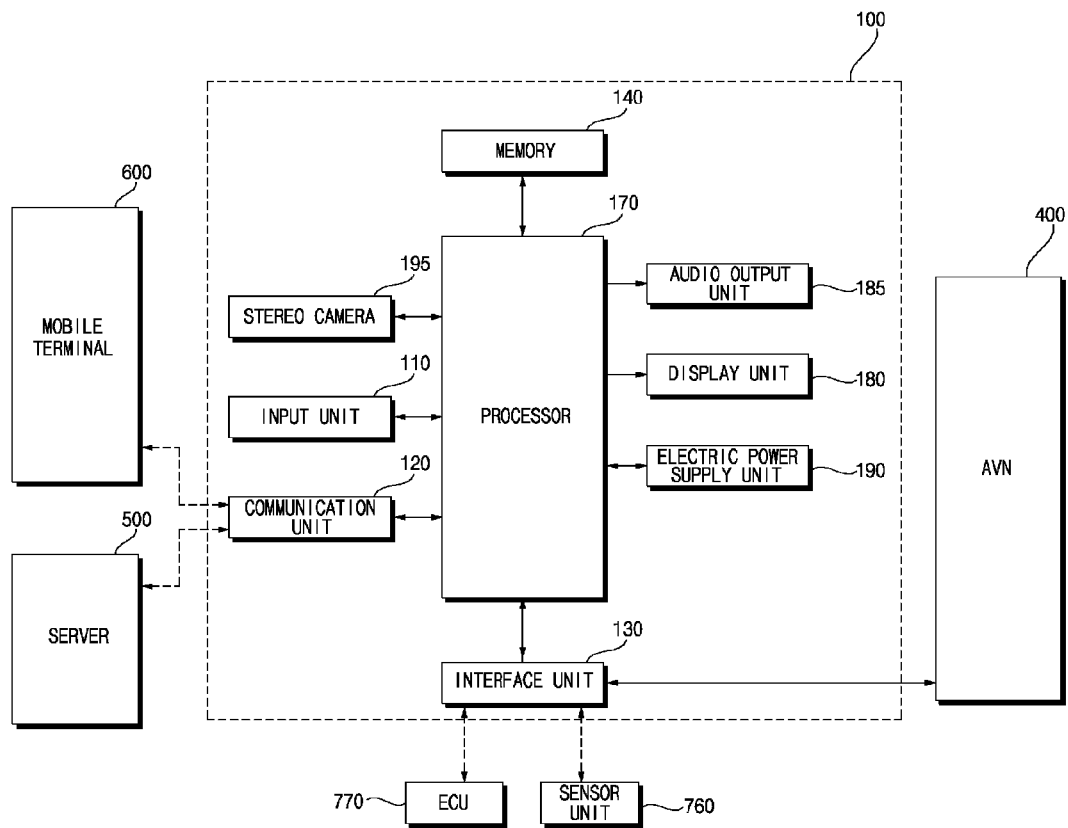 100
140
MEMORY
600
MOBILE
TERMINAL
170
PROCESSOR
400
AVN
195
STEREO CAMERA
AUDIO OUTPUT
UNIT
185
110
INPUT UNIT
DISPLAY UNIT
180
120
COMMUNICATION
UNIT
ELECTRIC POWER
SUPPLY UNIT
190
500
SERVER
130
INTERFACE UNIT
770
ECU
SENSOR
UNIT
760